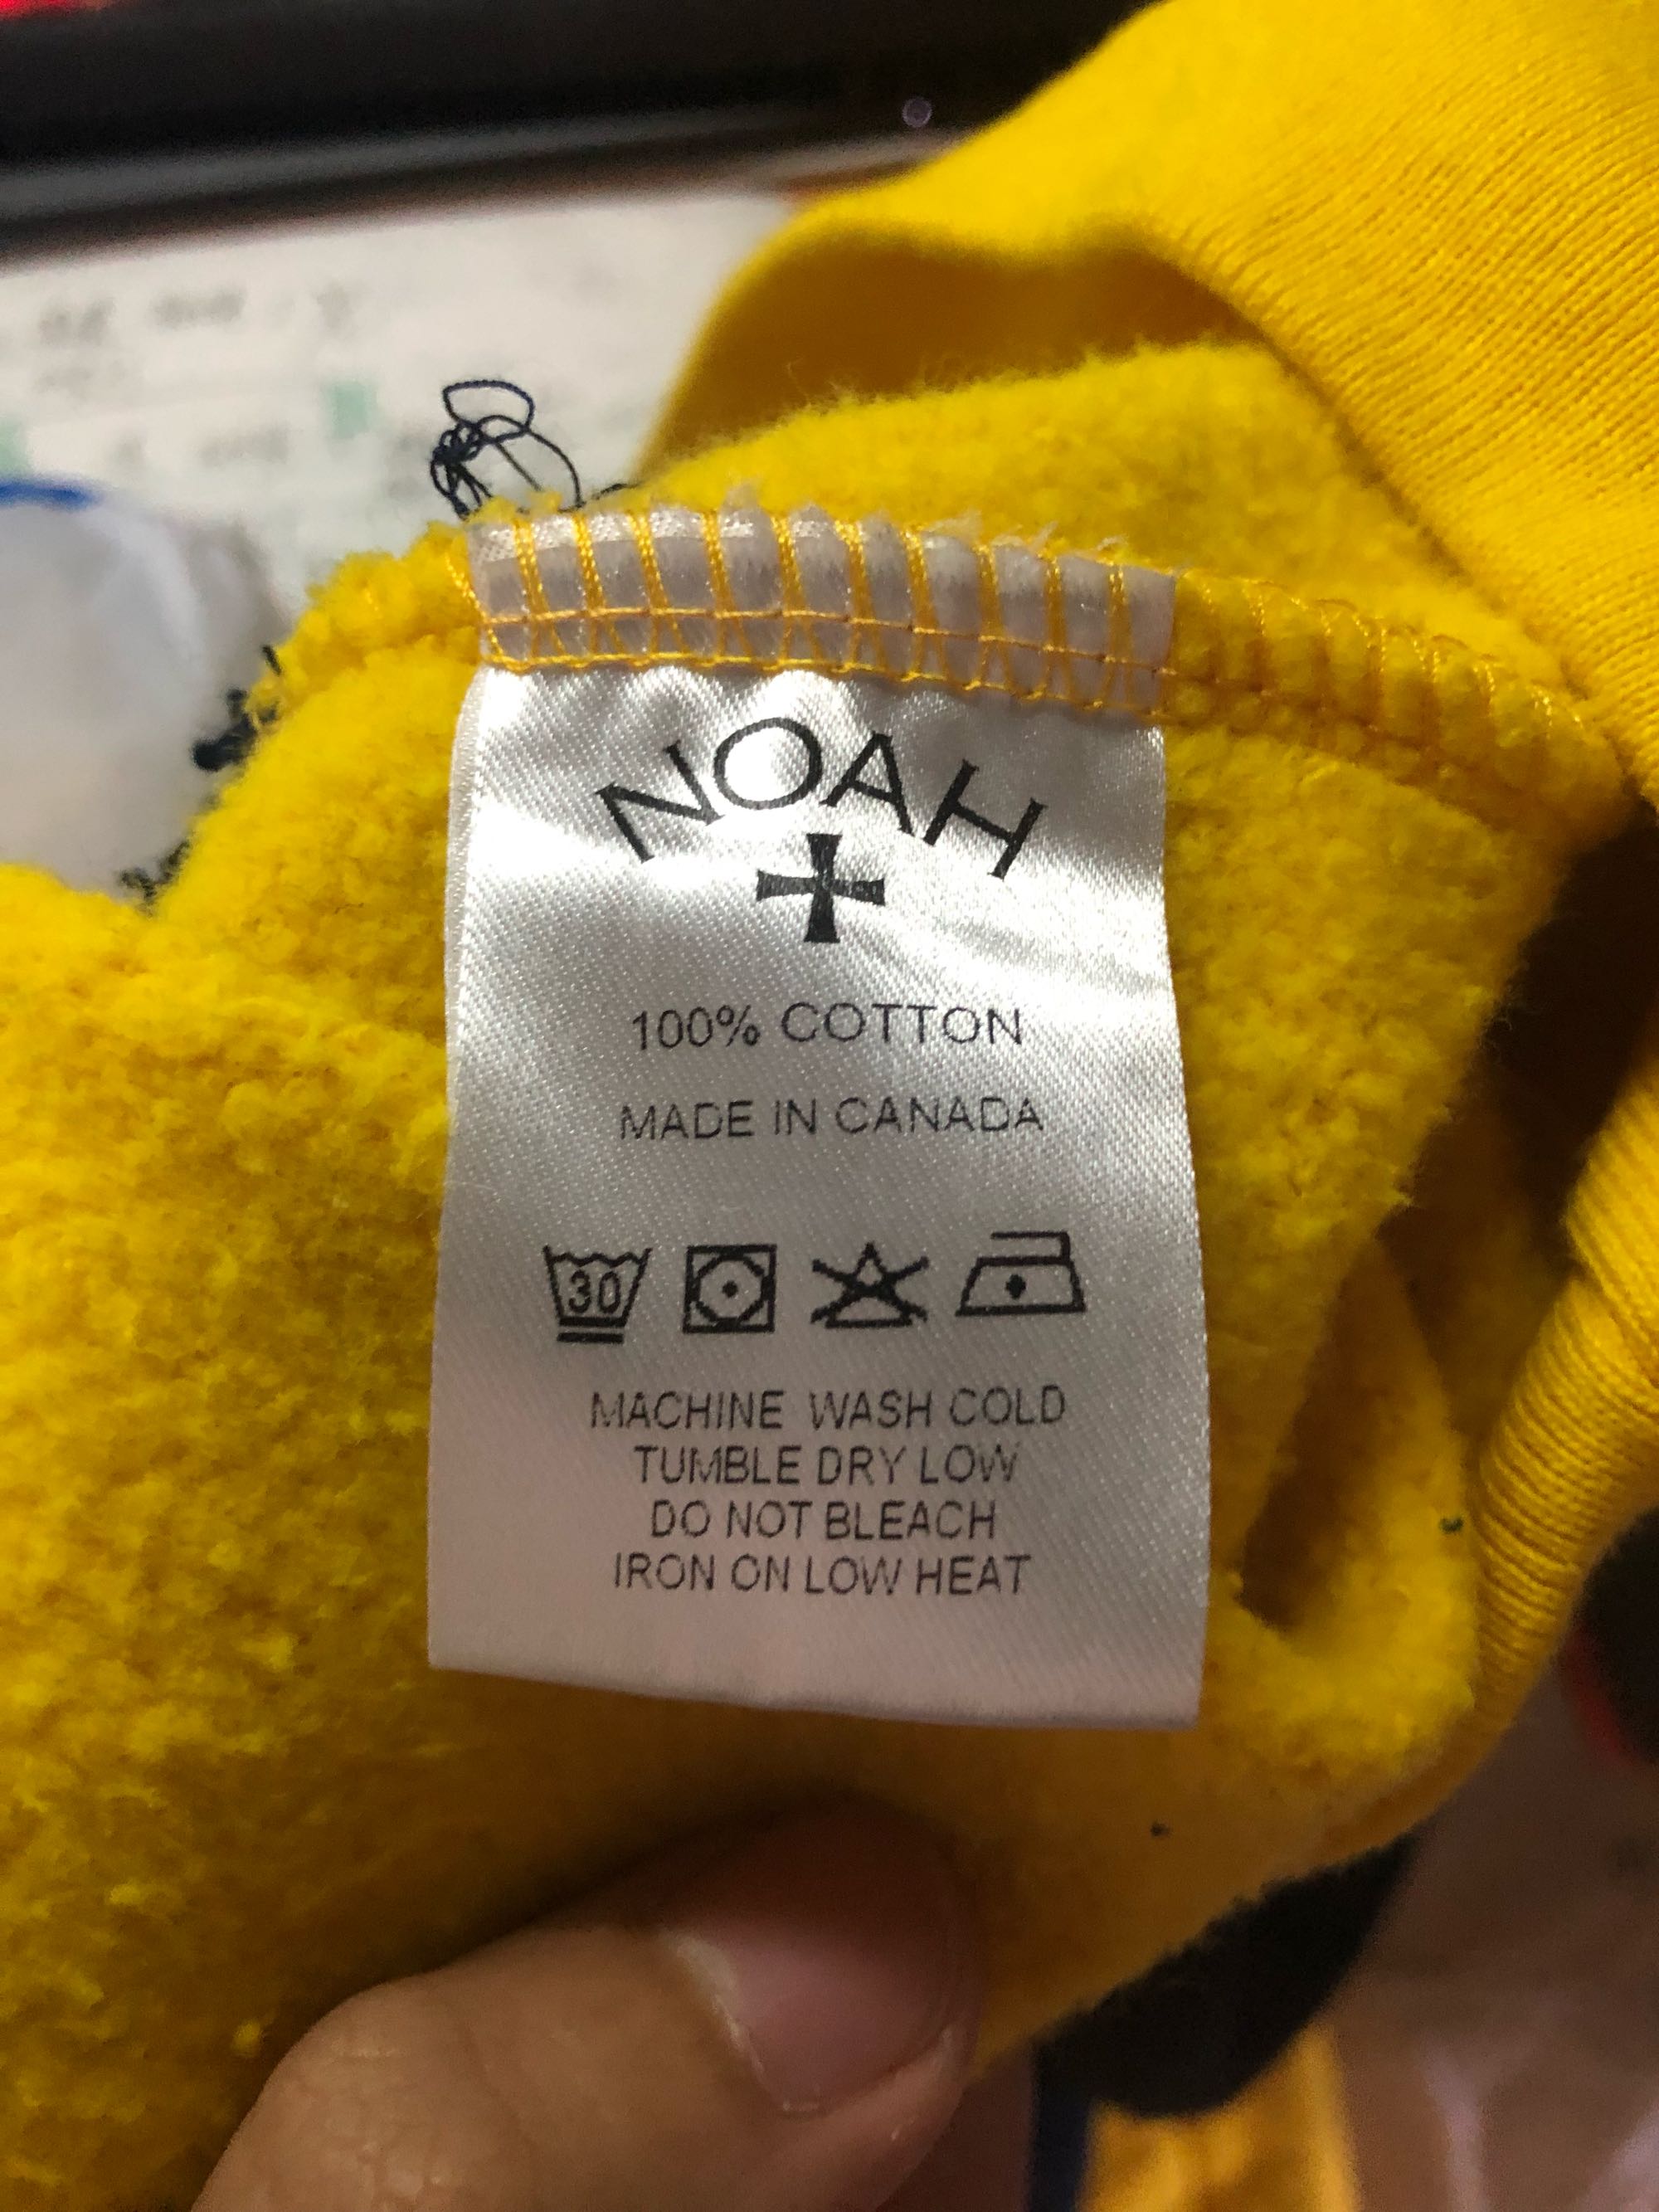 NOAH
100% COTTON
MADE IN CANADA
30
MACHINE WASH COLD
TUMBLE DRY LOW
DO NOT BLEACH
IRON ON LOW HEAT